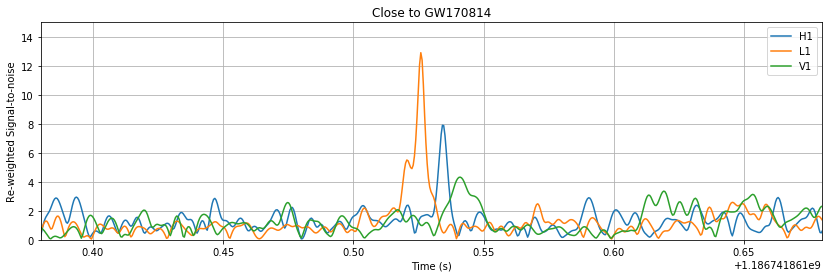 Close to GW170814
Re-weighted Signal-to-noise
14
12
10
8
6
4
2
0
H1
L1
V1
0.40
0.45
0.50
0.55
0.60
0.65
Time (s)
+1.186741861e9